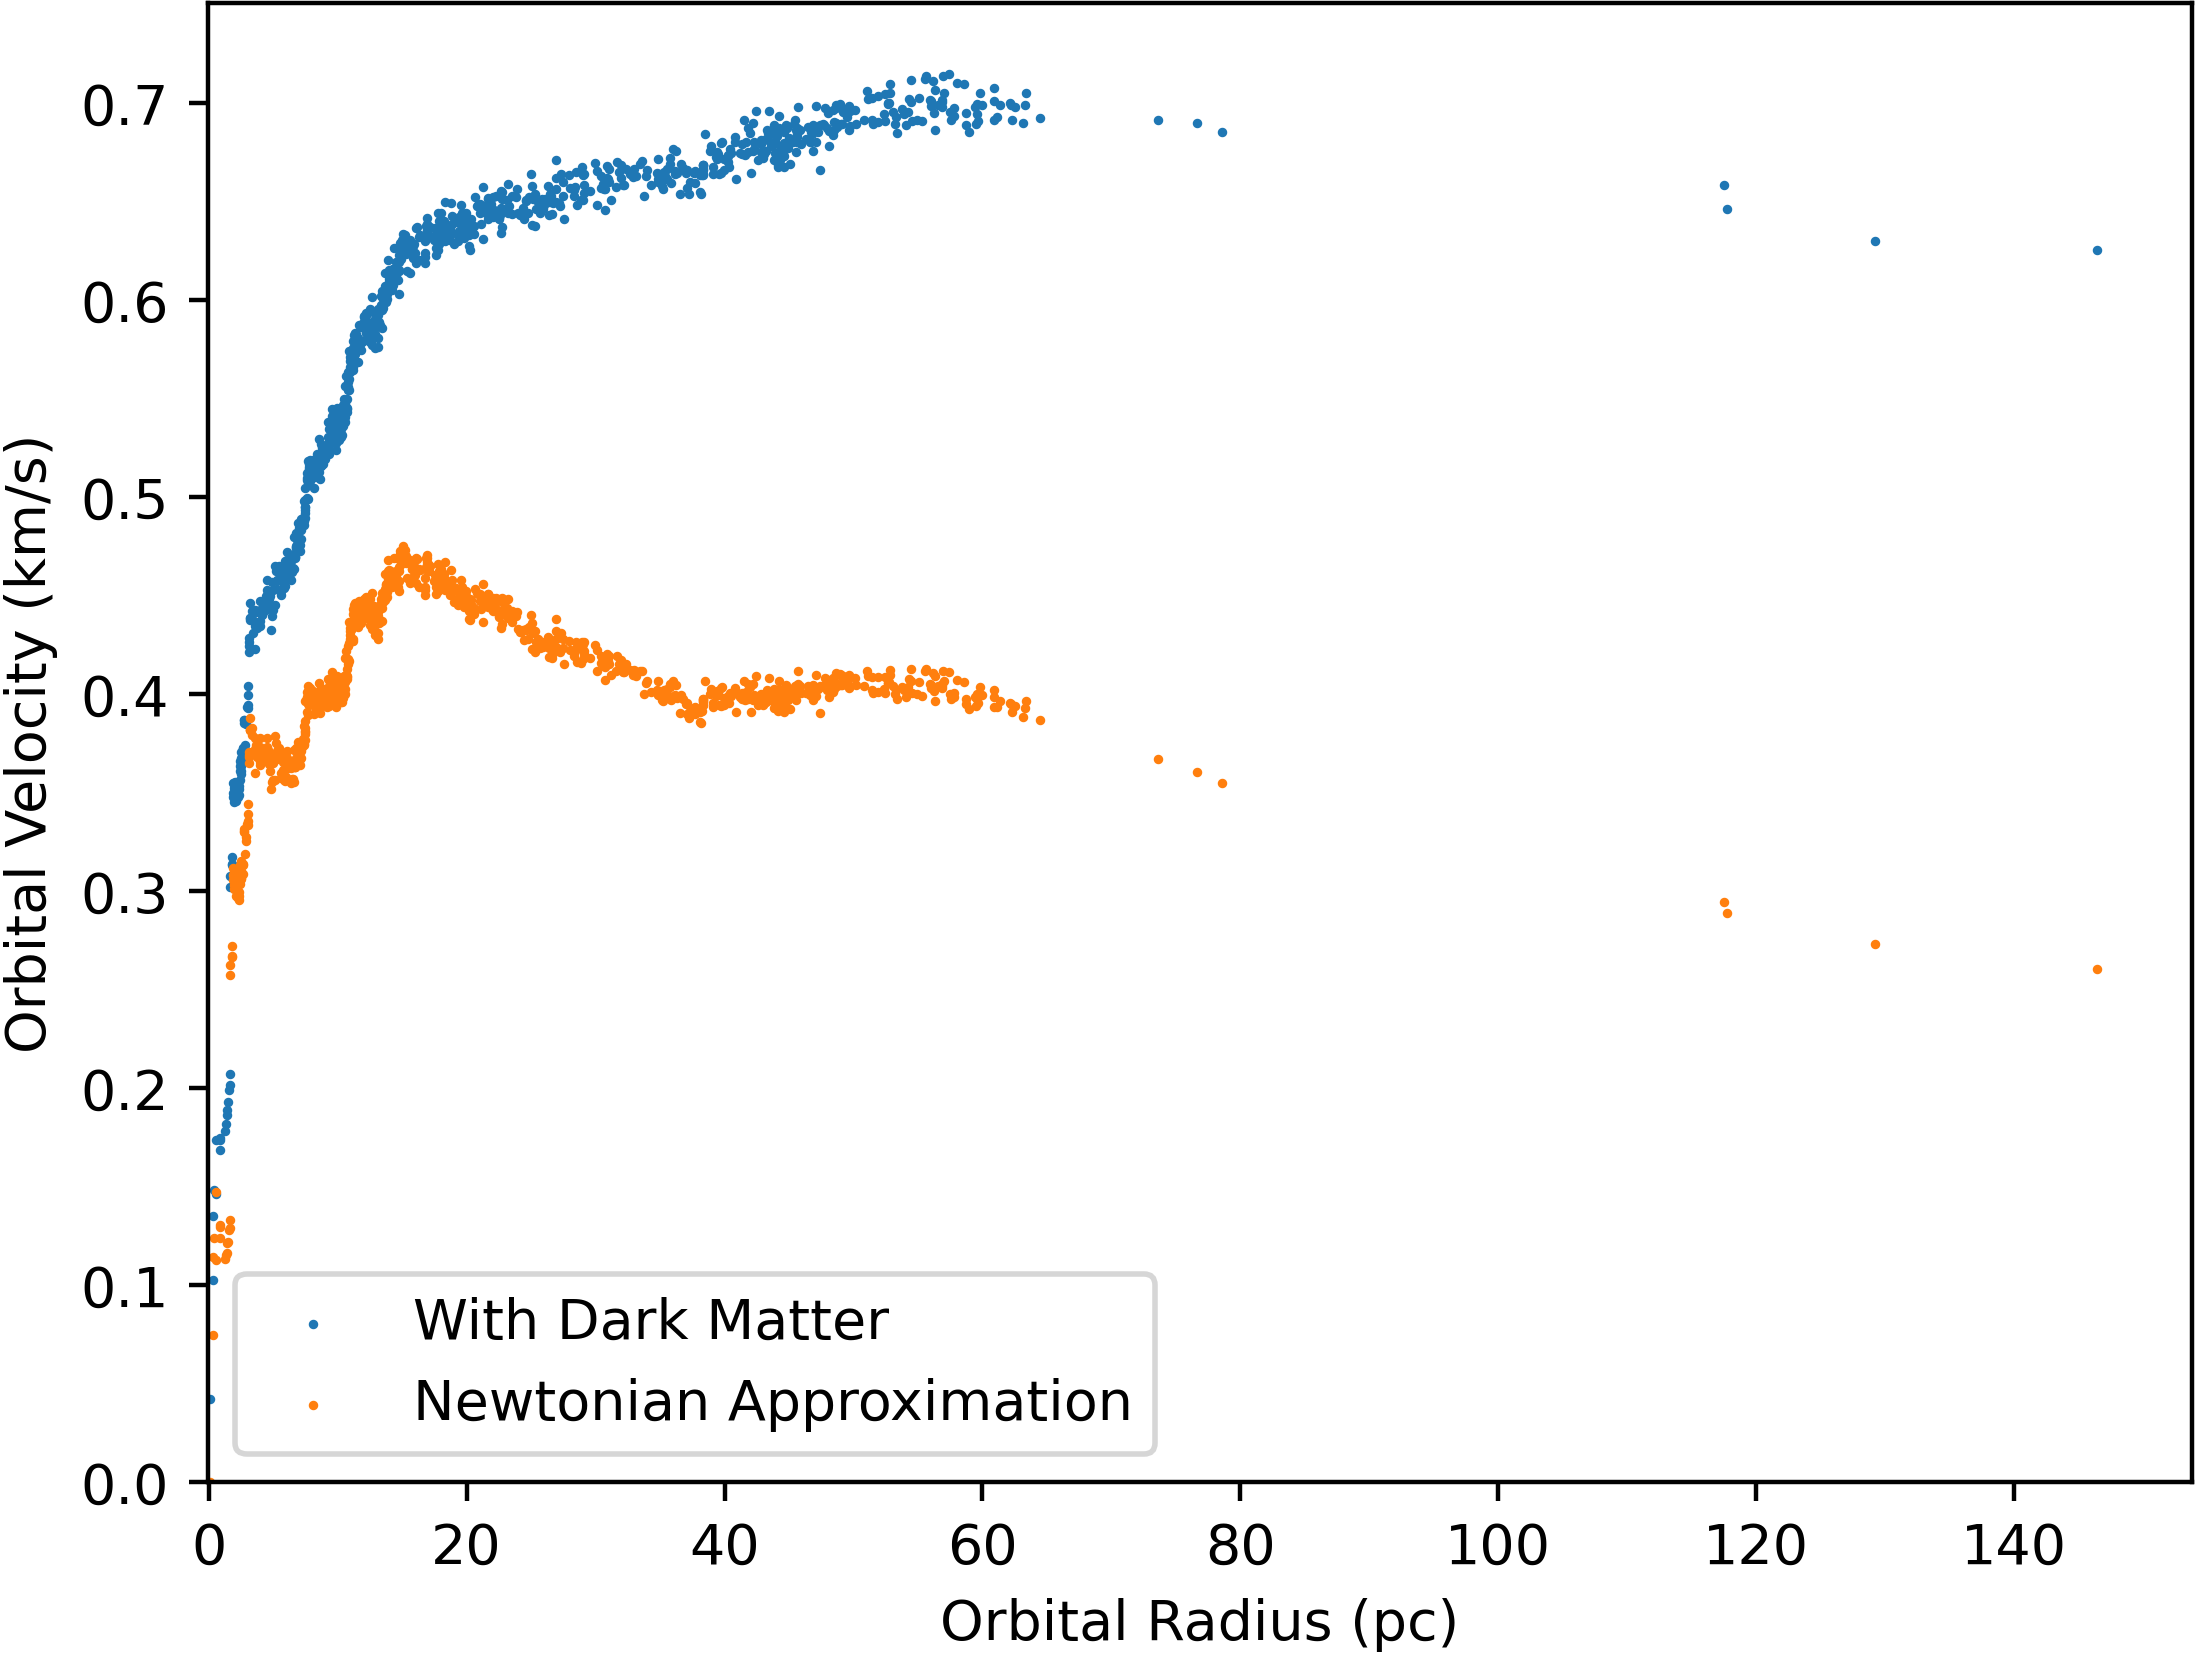 0.7
0.6
0.5
0.4
0.3
0.2
0.1
0.0
Orbital Velocity (km/s)
With Dark Matter
Newtonian Approximation
0 20 40 60 80 100 120 140
Orbital Radius (pc)